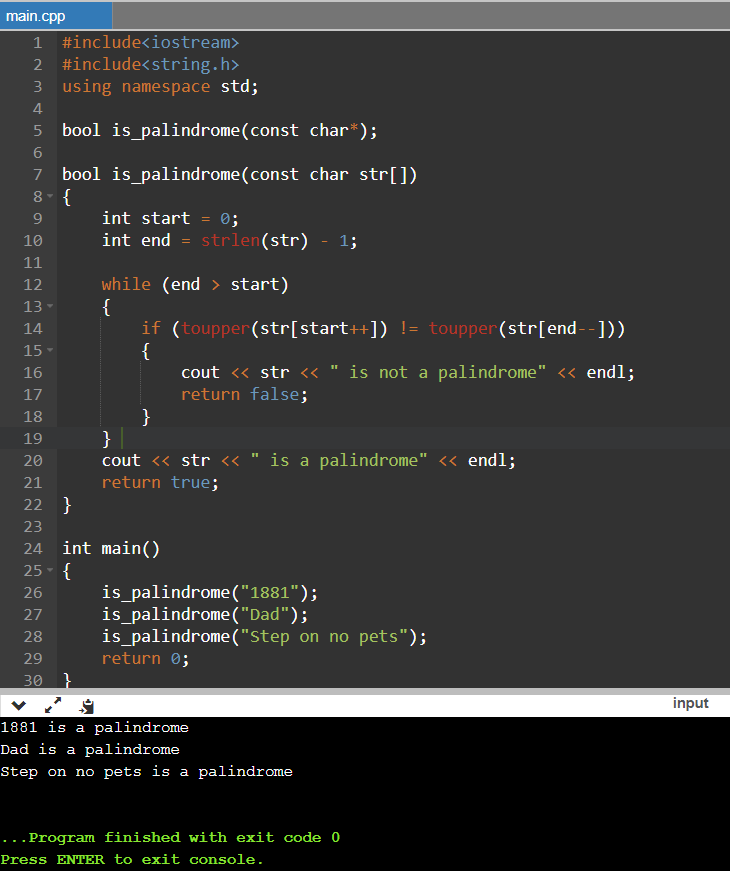 main.cpp
1 #include<iostream>
2 #include<string.h>
3 using namespace std;
4
5 bool is_palindrome(const char*);
6
7 bool is_palindrome(const char str[])
8 {
9     int start = 0;
10     int end = strlen(str) - 1;
11
12     while (end > start)
13     {
14         if (toupper(str[start++]) != toupper(str[end--]))
15         {
16             cout << str << " is not a palindrome" << endl;
17             return false;
18         }
19     }
20     cout << str << " is a palindrome" << endl;
21     return true;
22 }
23
24 int main()
25 {
26     is_palindrome("1881");
27     is_palindrome("Dad");
28     is_palindrome("Step on no pets");
29     return 0;
30 }
input
1881 is a palindrome
Dad is a palindrome
Step on no pets is a palindrome
...Program finished with exit code 0
Press ENTER to exit console.